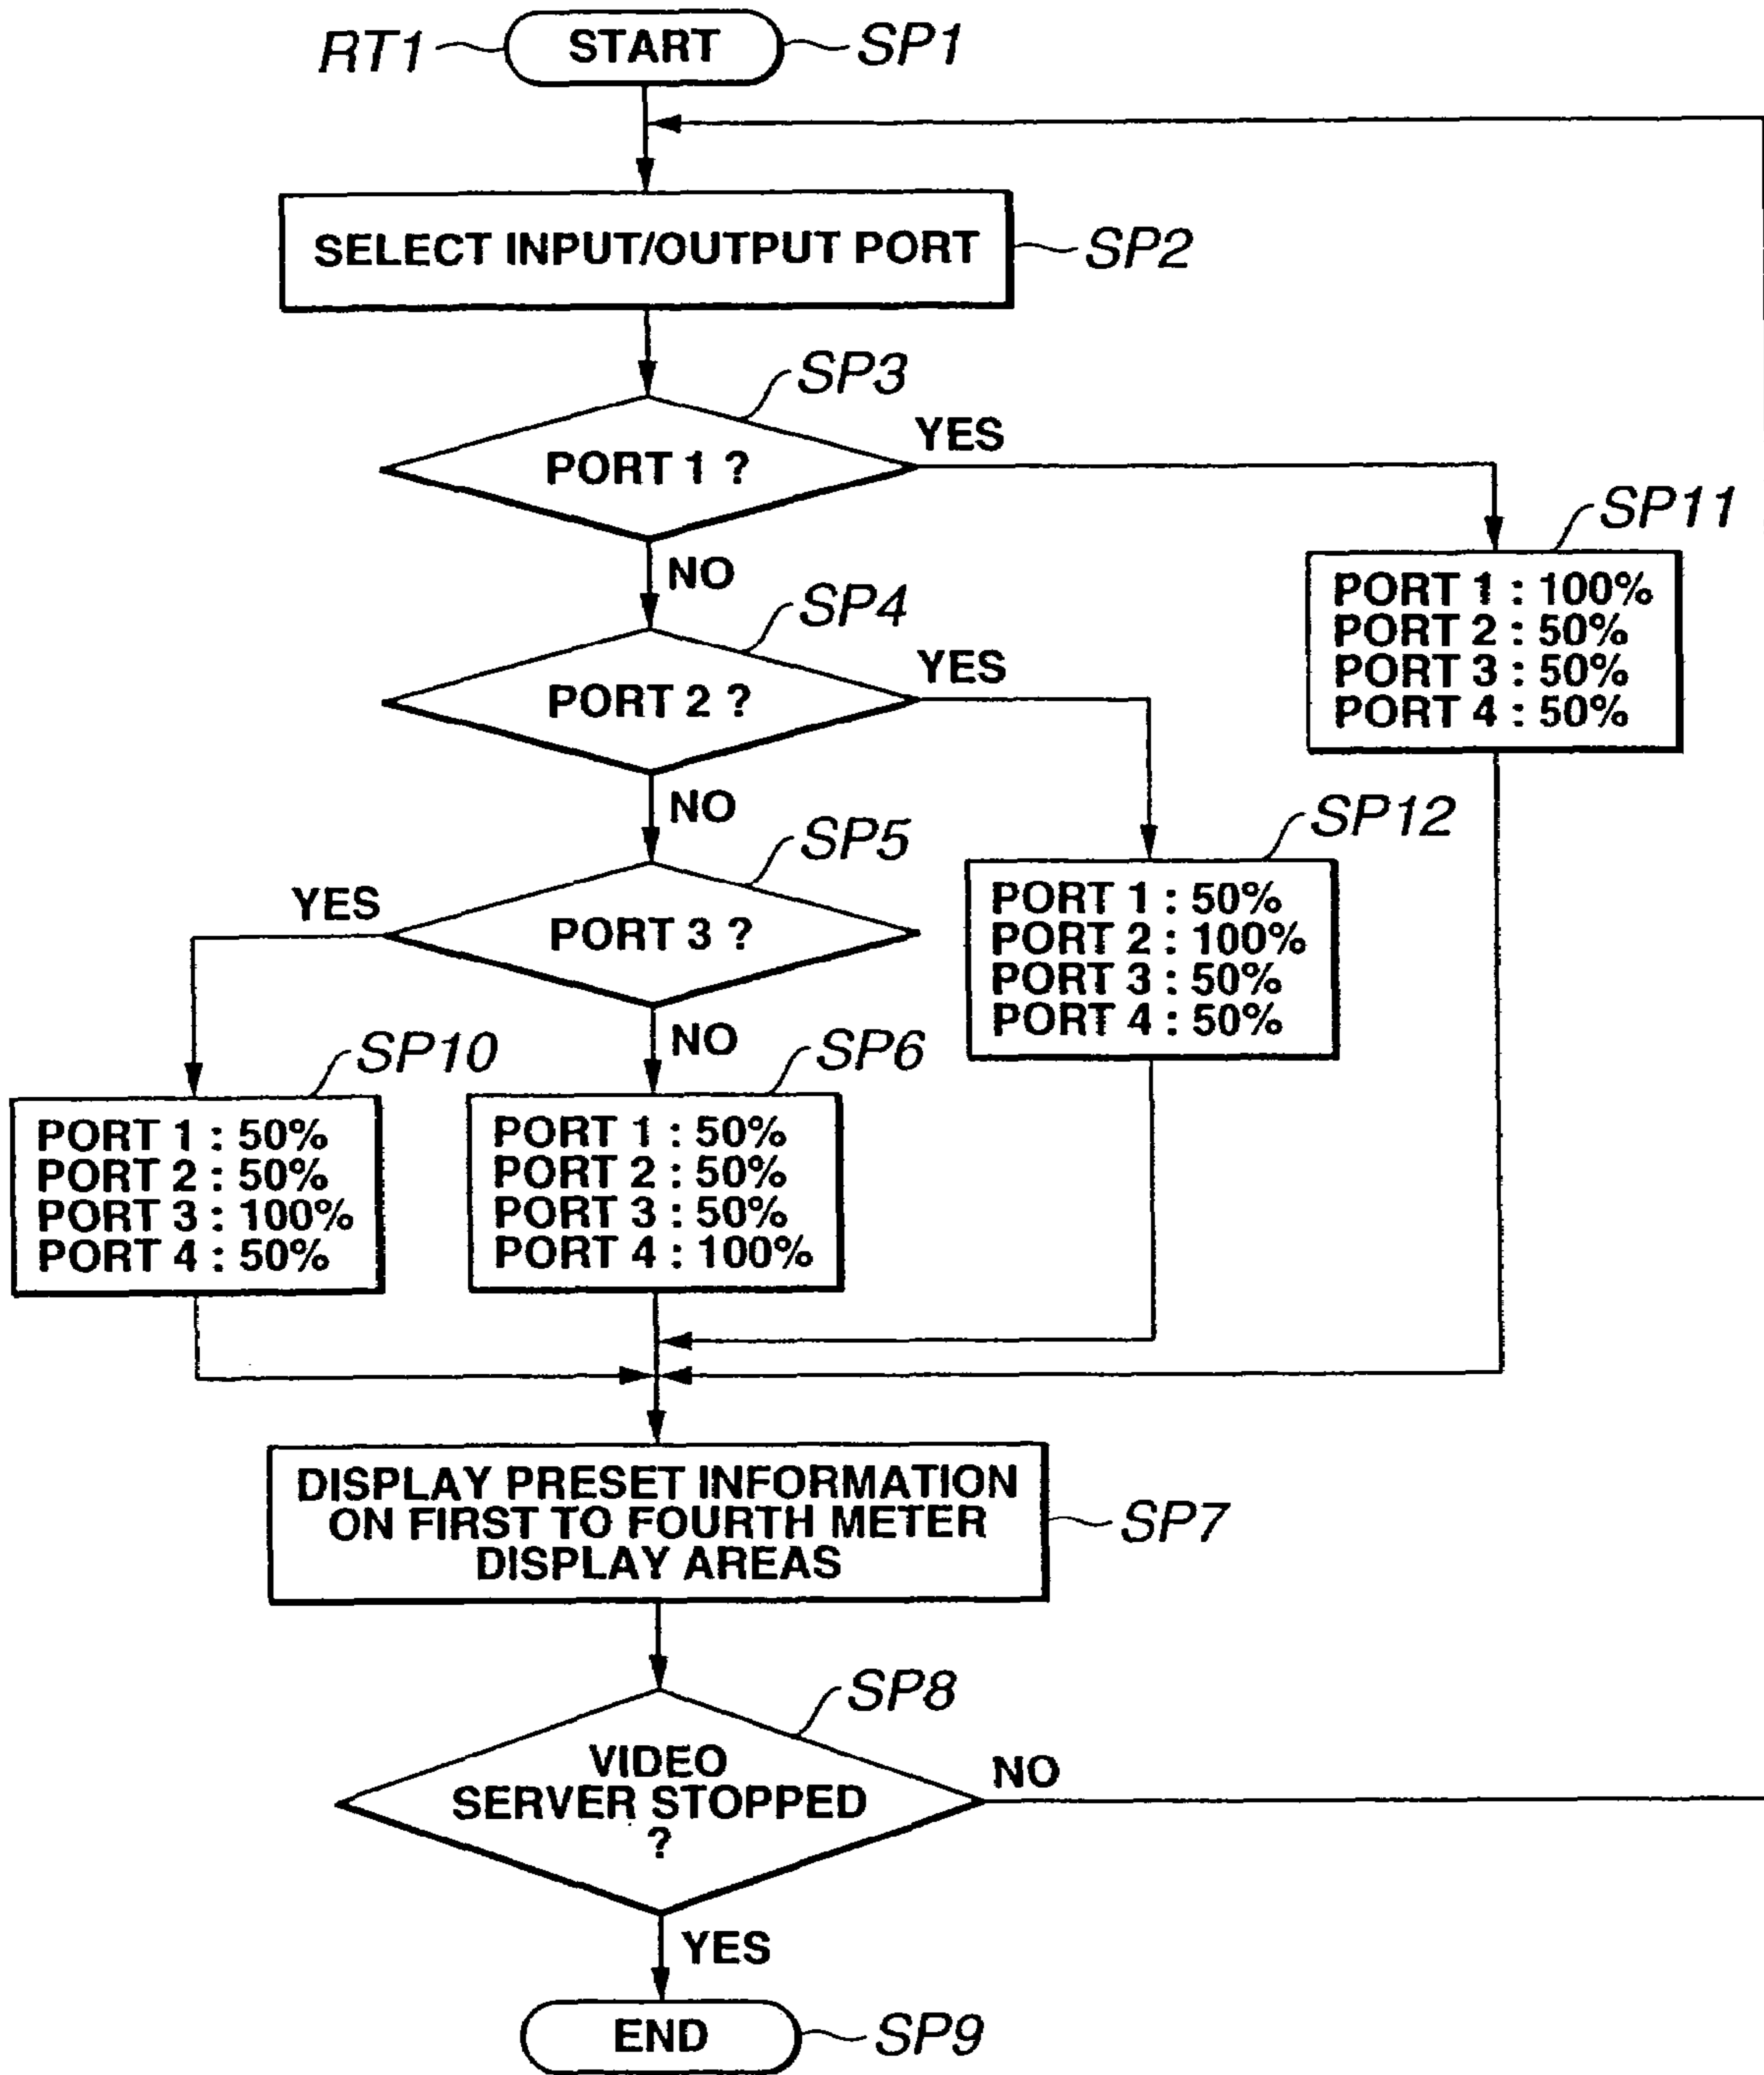 RT1
START
SP1
SELECT INPUT/OUTPUT PORT
SP2
SP3
PORT 1 ?
YES
NO
SP11
PORT 1 : 100%
PORT 2 : 50%
PORT 3 : 50%
PORT 4 : 50%
SP4
PORT 2 ?
YES
NO
SP12
PORT 1 : 50%
PORT 2 : 100%
PORT 3 : 50%
PORT 4 : 50%
SP5
PORT 3 ?
YES
NO
SP10
PORT 1 : 50%
PORT 2 : 50%
PORT 3 : 100%
PORT 4 : 50%
SP6
PORT 1 : 50%
PORT 2 : 50%
PORT 3 : 50%
PORT 4 : 100%
DISPLAY PRESET INFORMATION
ON FIRST TO FOURTH METER
DISPLAY AREAS
SP7
SP8
VIDEO
SERVER STOPPED
?
NO
YES
END
SP9